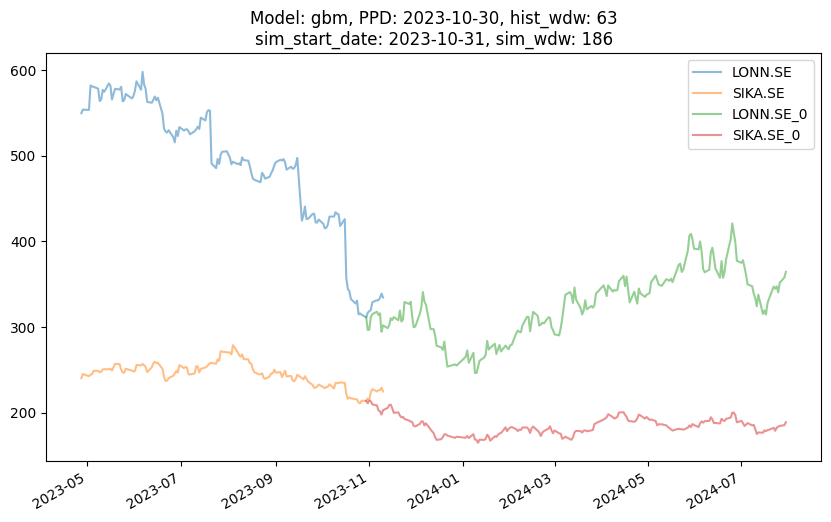 Model: gbm, PPD: 2023-10-30, hist_wdw: 63
sim_start_date: 2023-10-31, sim_wdw: 186
LONN.SE
SIKA.SE
LONN.SE_0
SIKA.SE_0
600
500
400
300
200
2023-05
2023-07
2023-09
2023-11
2024-01
2024-03
2024-05
2024-07